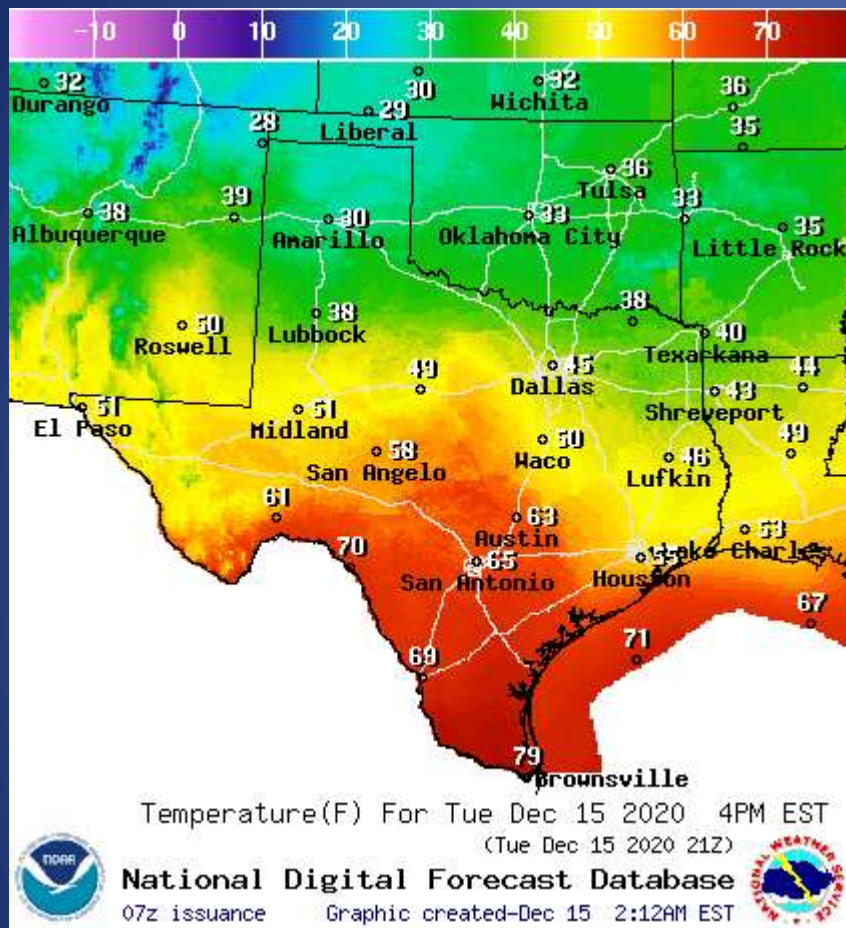 -10 0 10 20 30 40 50 60 70
32 30 32 36
Durango Wichita
29
Liberal
28 35
36
Tulsa
38 39 30 33 33 35
Albuquerque Amarillo Oklahoma City Little Rock
50 38 38 40
Roswell Lubbock Texarkana
49 45 44
Dallas
51 51 43
El Paso Midland Shreveport
58 50 46 49
San Angelo Waco Lufkin
61 63 53
Austin
70 65 55 Lake Charles
San Antonio Houston
67
71
69
79
Brownsville
Temperature(F) For Tue Dec 15 2020 4PM EST
(Tue Dec 15 2020 21Z)
NOAA
National Digital Forecast Database
07z issuance Graphic created-Dec 15 2:12AM EST
NATIONAL WEATHER SERVICE